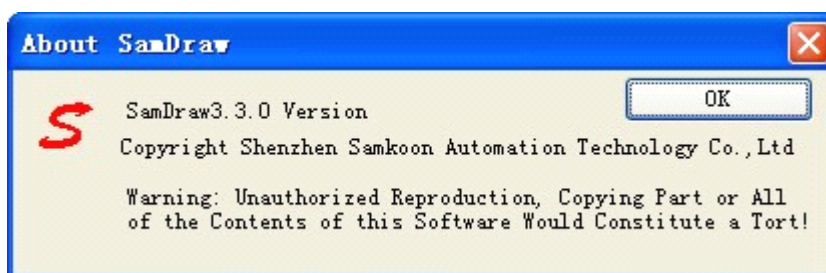 About SamDraw
OK
SamDraw3.3.0 Version
Copyright Shenzhen Samkoon Automation Technology Co.,Ltd
Warning: Unauthorized Reproduction, Copying Part or All
of the Contents of this Software Would Constitute a Tort!